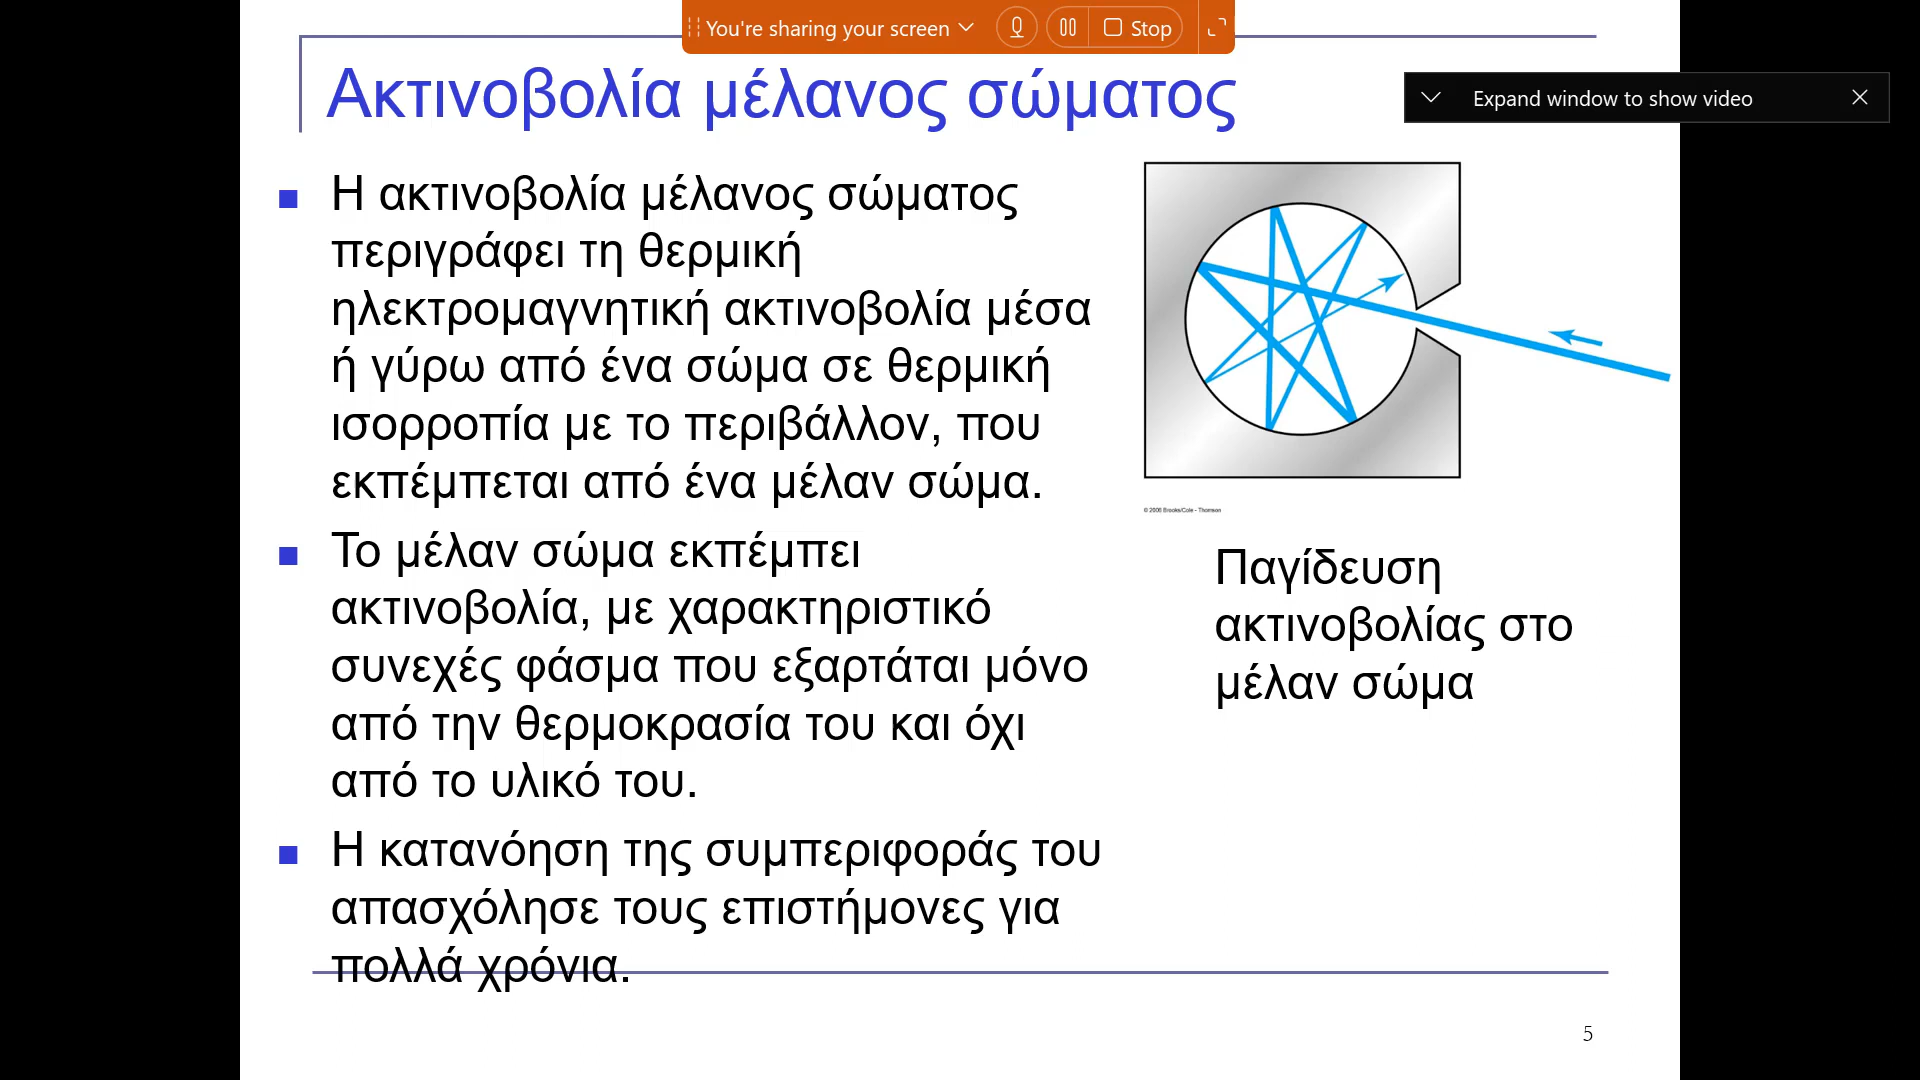 You're sharing your screen
Stop
Ακτινοβολία μέλανος σώματος
Expand window to show video
Η ακτινοβολία μέλανος σώματος
περιγράφει τη θερμική
ηλεκτρομαγνητική ακτινοβολία μέσα
ή γύρω από ένα σώμα σε θερμική
ισορροπία με το περιβάλλον, που
εκπέμπεται από ένα μέλαν σώμα.
Το μέλαν σώμα εκπέμπει
ακτινοβολία, με χαρακτηριστικό
συνεχές φάσμα που εξαρτάται μόνο
από την θερμοκρασία του και όχι
από το υλικό του.
Η κατανόηση της συμπεριφοράς του
απασχόλησε τους επιστήμονες για
πολλά χρόνια.
© 2006 Brooks/Cole - Thomson
Παγίδευση
ακτινοβολίας στο
μέλαν σώμα
5